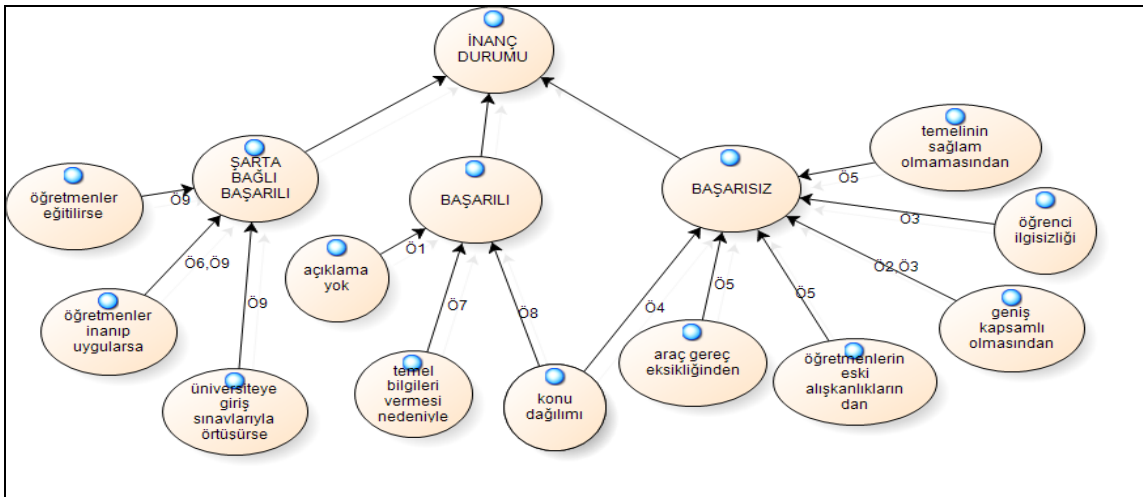 İNANÇ
DURUMU
ŞARTA
BAĞLI
BAŞARILI
BAŞARILI
BAŞARISIZ
temelinin
sağlam
olmamasından
Ö5
öğretmenler
eğitilirse
Ö9
öğrenci
ilgisizliği
Ö3
açıklama
yok
Ö1
öğretmenler
inanıp
uygularsa
Ö6,Ö9
Ö9
Ö7
Ö8
Ö4
Ö5
Ö5
Ö2,Ö3
geniş
kapsamlı
olmasından
üniversiteye
giriş
sınavlarıyla
örtüşürse
temel
bilgileri
vermesi
nedeniyle
konu
dağılımı
araç gereç
eksikliğinden
öğretmenlerin
eski
alışkanlıkların
dan